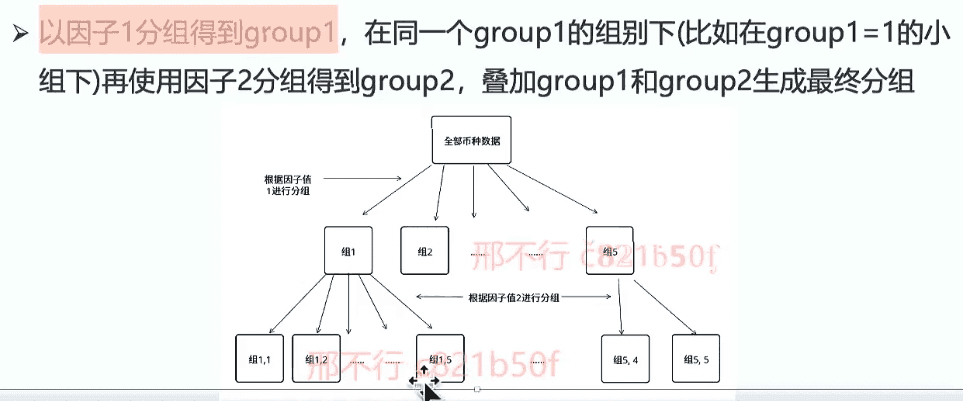 ➢ 以因子1分组得到group1，在同一个group1的组别下(比如在group1=1的小
组下)再使用因子2分组得到group2，叠加group1和group2生成最终分组
全部币种数据
根据因子值
1进行分组
组1
组2
......
......
组5
邢不行 c821b50f
根据因子值2进行分组
组1,1
组1,2
......
......
组1,5
......
组5, 4
组5, 5
邢不行 c821b50f